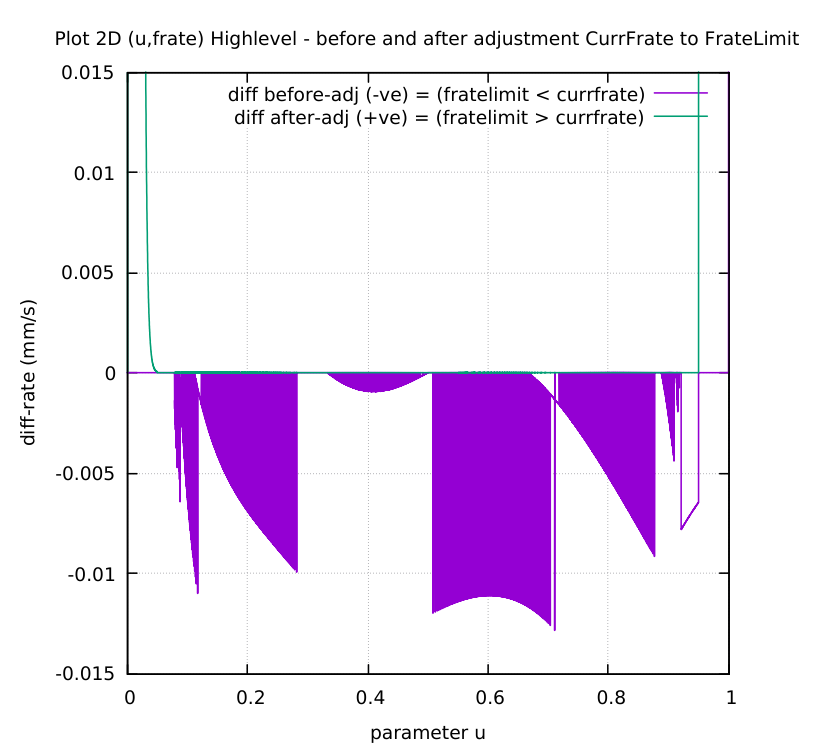 Plot 2D (u,frate) Highlevel - before and after adjustment CurrFrate to FrateLimit
diff before-adj (-ve) = (fratelimit < currfrate)
diff after-adj (+ve) = (fratelimit > currfrate)
0.015
0.01
0.005
0
-0.005
-0.01
-0.015
diff-rate (mm/s)
0 0.2 0.4 0.6 0.8 1
parameter u